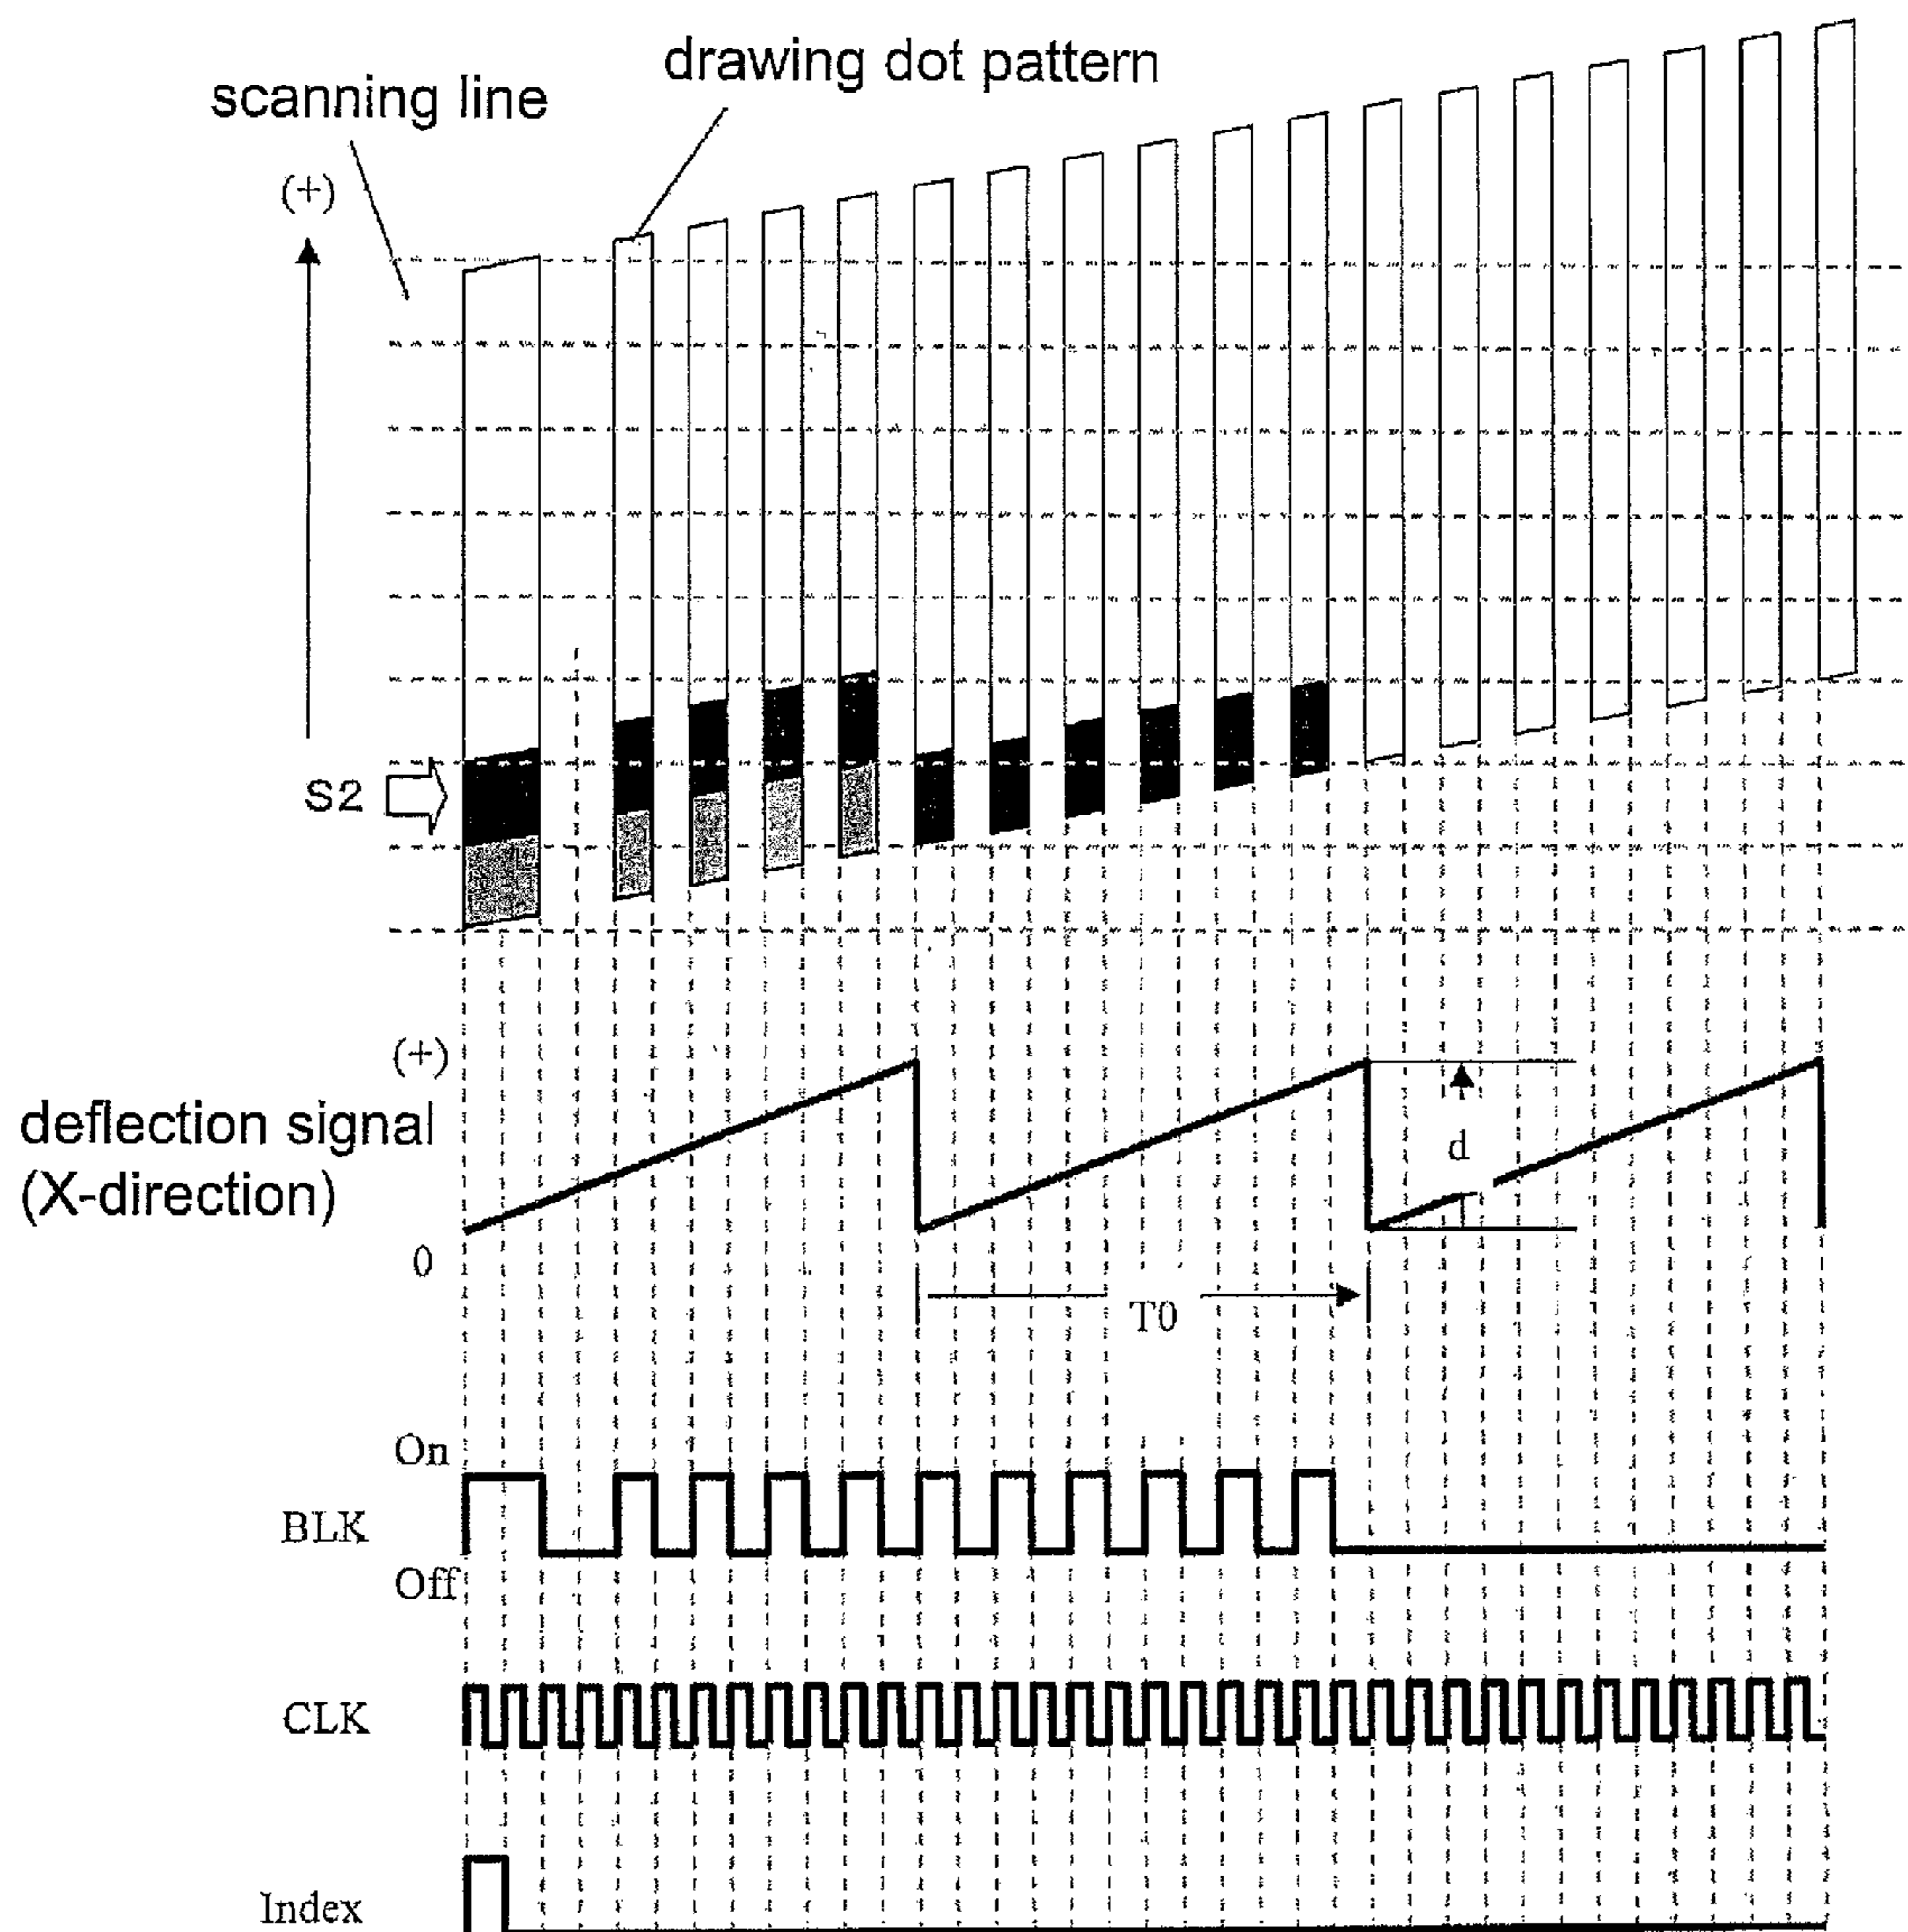 drawing dot pattern
scanning line
(+)
S2
(+)
deflection signal
(X-direction)
d
0
T0
On
BLK
Off
CLK
Index